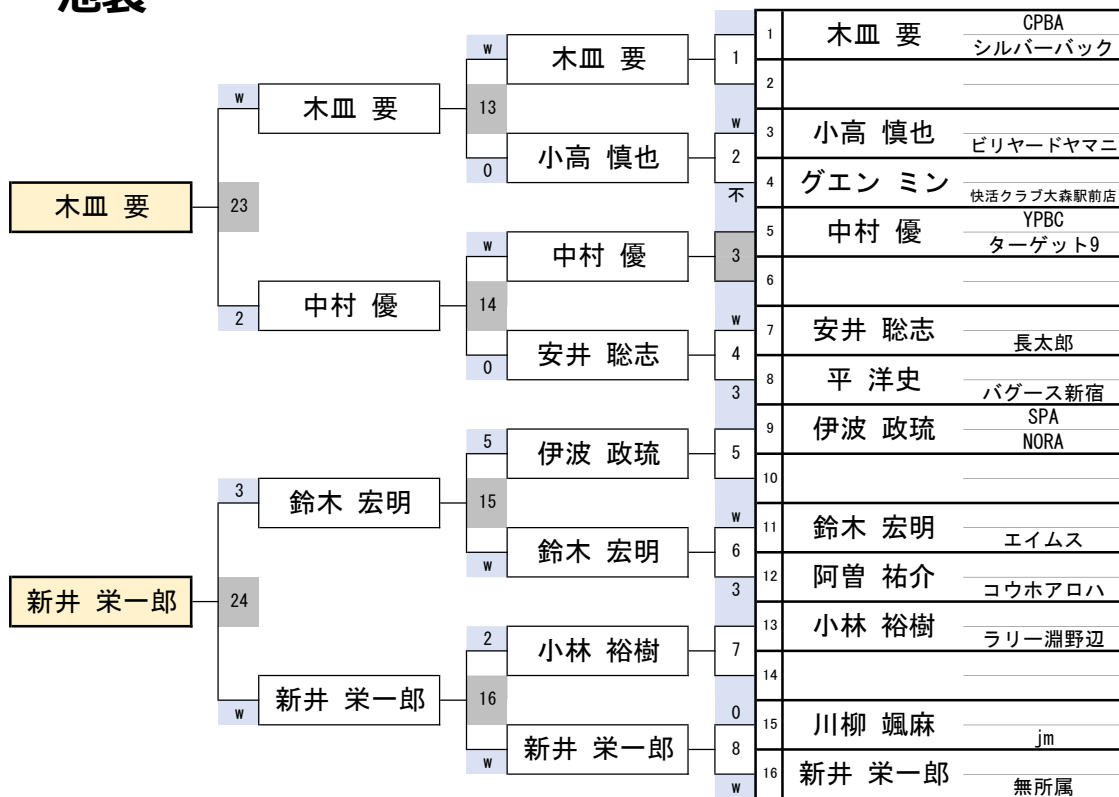 池袋
1 木皿 要 CPBA
シルバーバック
2
3 小高 慎也 ビリヤードヤマニ
4 グエン ミン 快活クラブ大森駅前店
5 中村 優 YPBC
ターゲット9
6
7 安井 聡志 長太郎
8 平 洋史 バグース新宿
9 伊波 政琉 SPA
NORA
10
11 鈴木 宏明 エイムス
12 阿曽 祐介 コウホアロハ
13 小林 裕樹 ラリー淵野辺
14
15 川柳 颯麻 jm
16 新井 栄一郎 無所属
1
W
2
不
3
W
4
3
5
W
6
3
7
0
8
W
W
木皿 要
13
0
小高 慎也
W
中村 優
14
0
安井 聡志
5
伊波 政琉
15
W
鈴木 宏明
2
小林 裕樹
16
W
新井 栄一郎
W
木皿 要
23
2
中村 優
3
鈴木 宏明
24
W
新井 栄一郎
木皿 要
新井 栄一郎